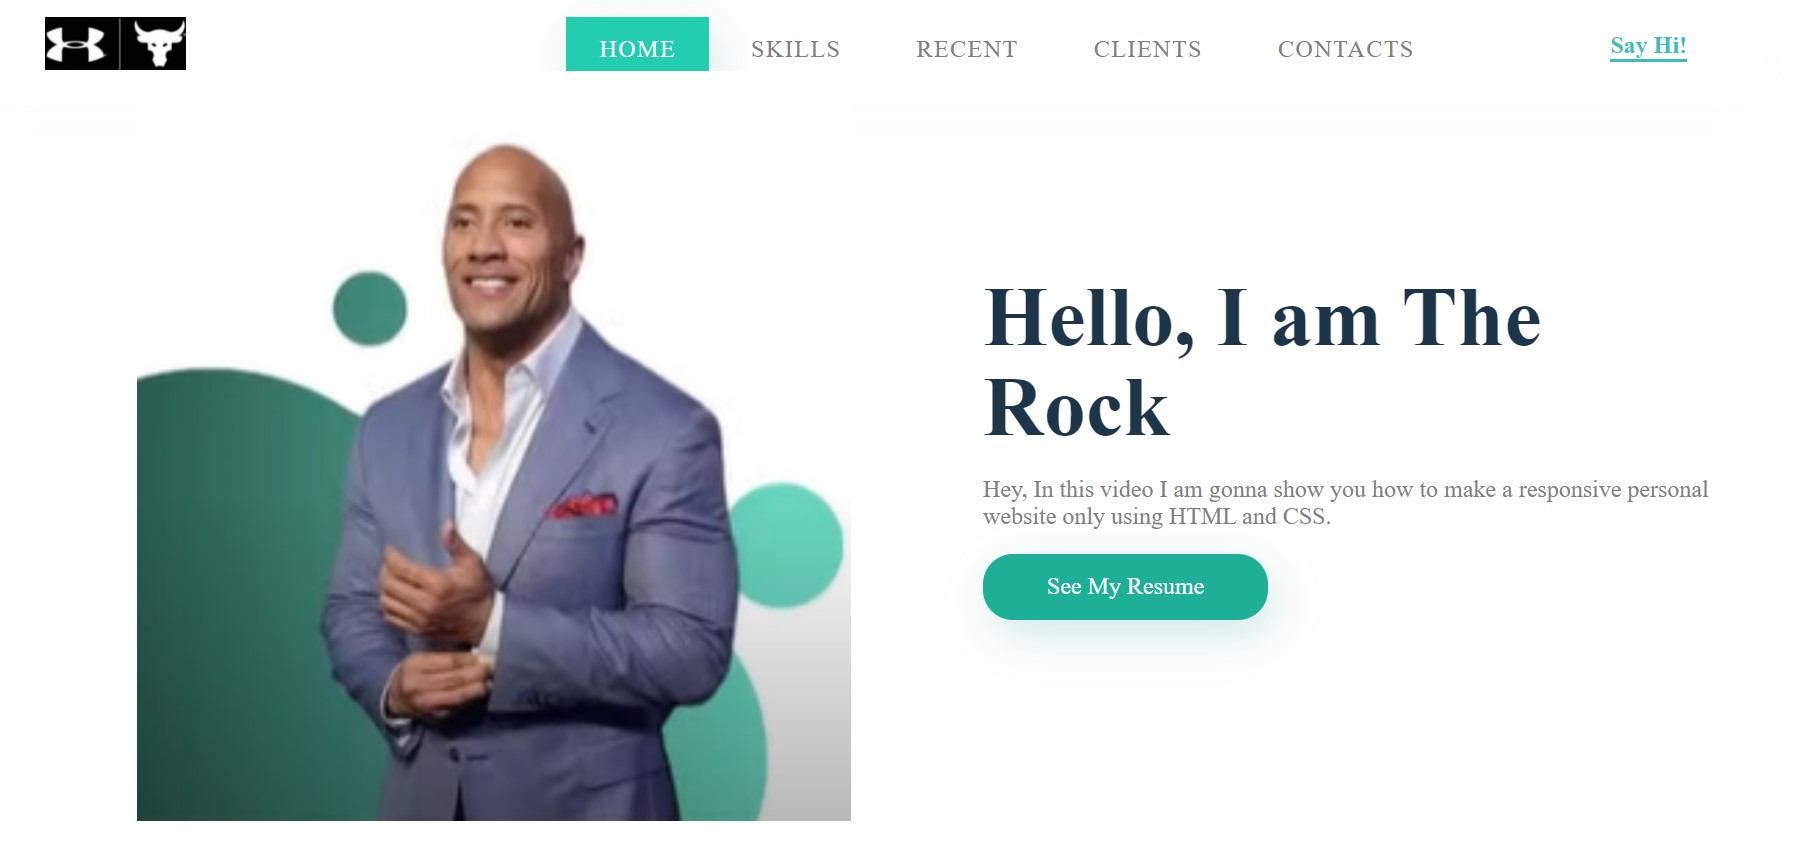 HOME SKILLS RECENT CLIENTS CONTACTS Say Hi!
Hello, I am The
Rock
Hey, In this video I am gonna show you how to make a responsive personal
website only using HTML and CSS.
See My Resume